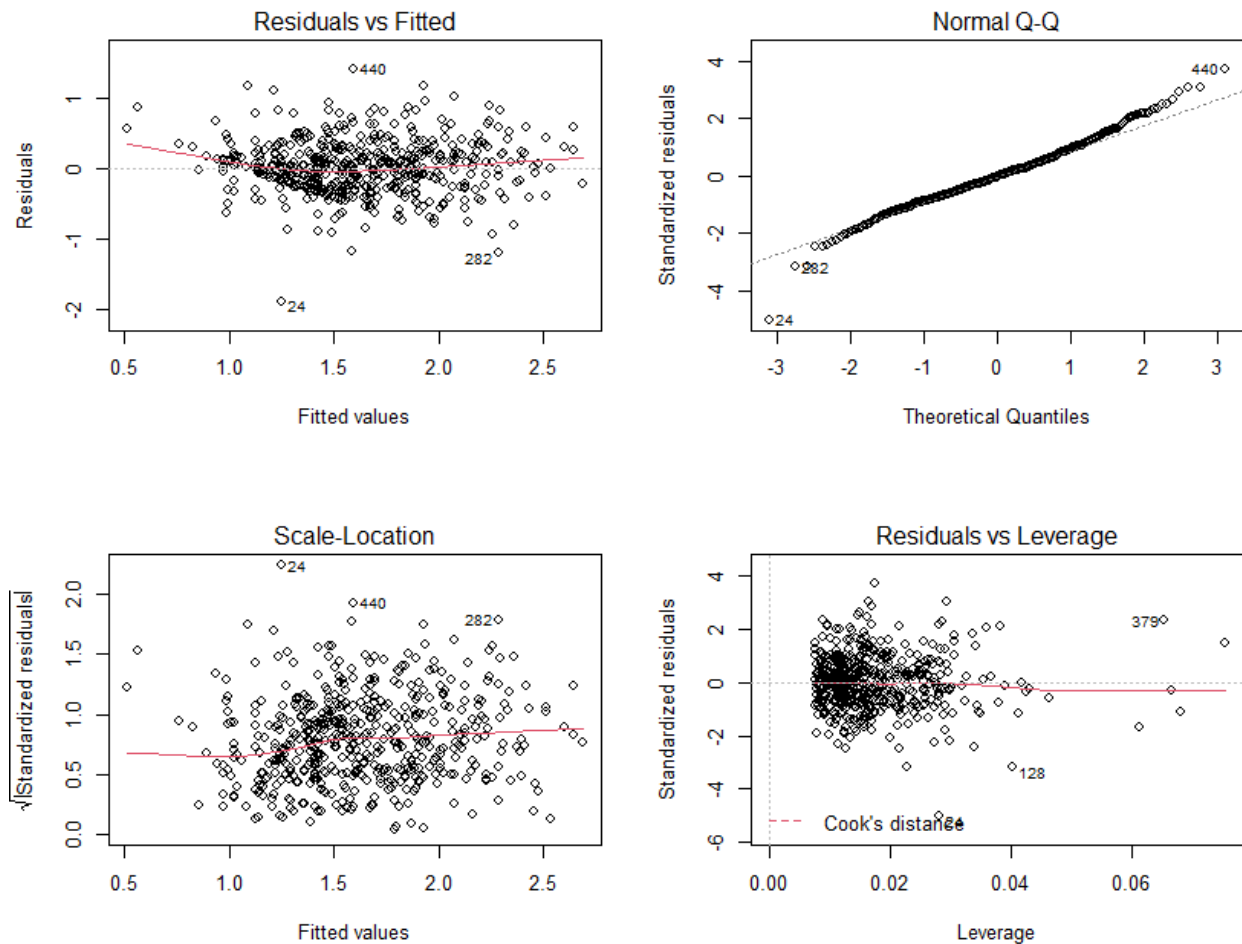 Residuals vs Fitted
Residuals
1
0
-1
-2
440
282
24
0.5 1.0 1.5 2.0 2.5
Fitted values
Normal Q-Q
Standardized residuals
4
2
0
-2
-4
440
282
24
-3 -2 -1 0 1 2 3
Theoretical Quantiles
Scale-Location
√|Standardized residuals|
2.0
1.5
1.0
0.5
0.0
24
440
282
0.5 1.0 1.5 2.0 2.5
Fitted values
Residuals vs Leverage
Standardized residuals
4
2
0
-2
-4
-6
379
128
24
Cook's distance
0.00 0.02 0.04 0.06
Leverage